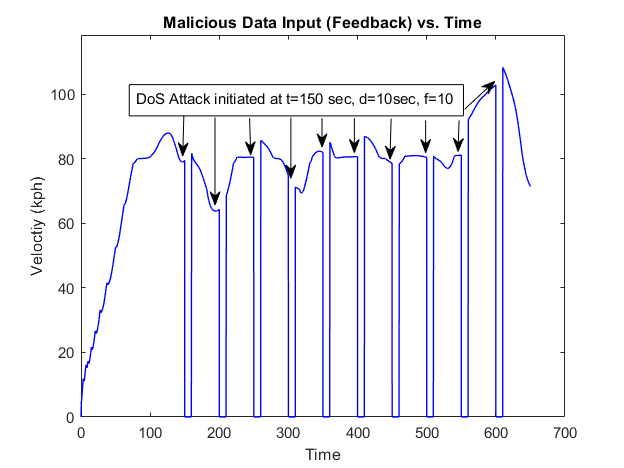 Malicious Data Input (Feedback) vs. Time
DoS Attack initiated at t=150 sec, d=10sec, f=10
Veloctiy (kph)
100
80
60
40
20
0
0 100 200 300 400 500 600 700
Time